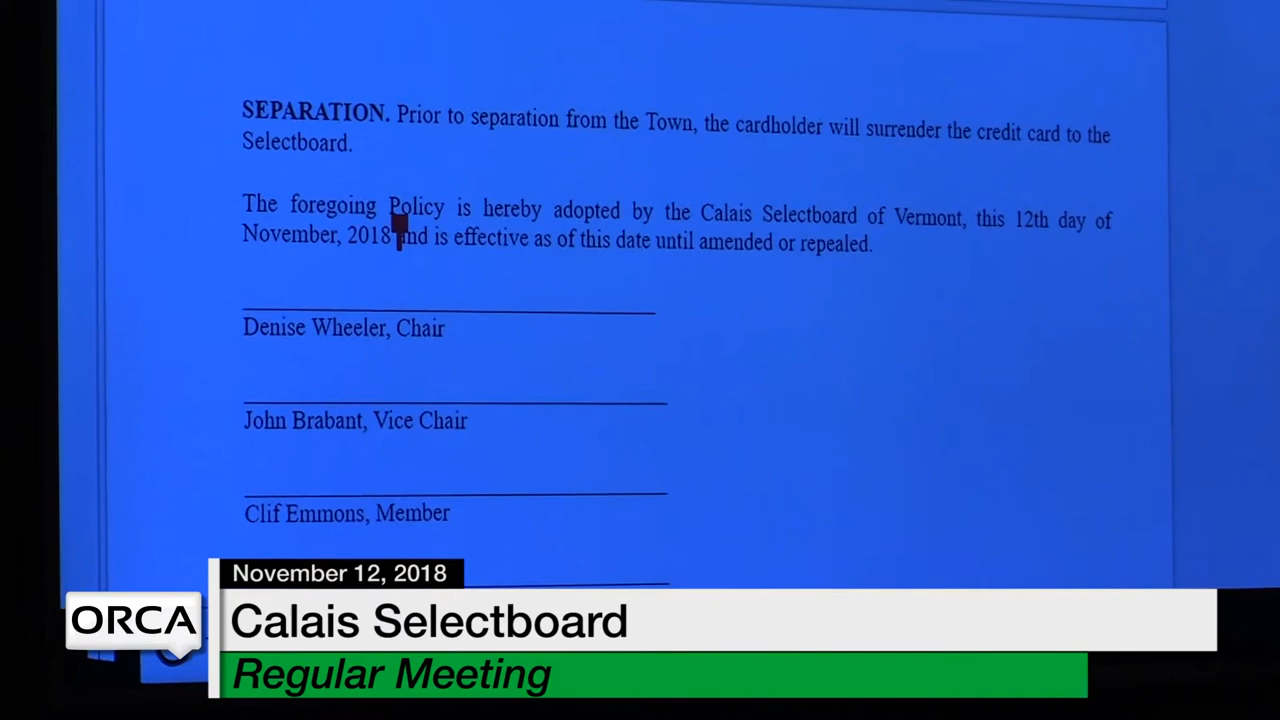 SEPARATION. Prior to separation from the Town, the cardholder will surrender the credit card to the
Selectboard.
The foregoing Policy is hereby adopted by the Calais Selectboard of Vermont, this 12th day of
November, 2018 and is effective as of this date until amended or repealed.
Denise Wheeler, Chair
John Brabant, Vice Chair
Clif Emmons, Member
November 12, 2018
ORCA
Calais Selectboard
Regular Meeting